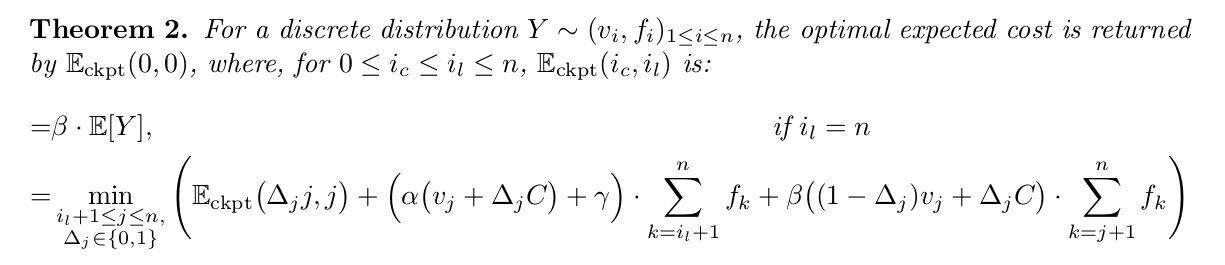 Theorem 2. For a discrete distribution Y ∼ (v_i, f_i)_{1≤i≤n}, the optimal expected cost is returned
by 𝔼_ckpt(0, 0), where, for 0 ≤ i_c ≤ i_l ≤ n, 𝔼_ckpt(i_c, i_l) is:
=β · 𝔼[Y], if i_l = n
= min_{i_l+1≤j≤n, Δ_j∈{0,1}} ( 𝔼_ckpt(Δ_j j, j) + (α(v_j + Δ_j C) + γ) · ∑_{k=i_l+1}^{n} f_k + β((1 − Δ_j)v_j + Δ_j C) · ∑_{k=j+1}^{n} f_k )